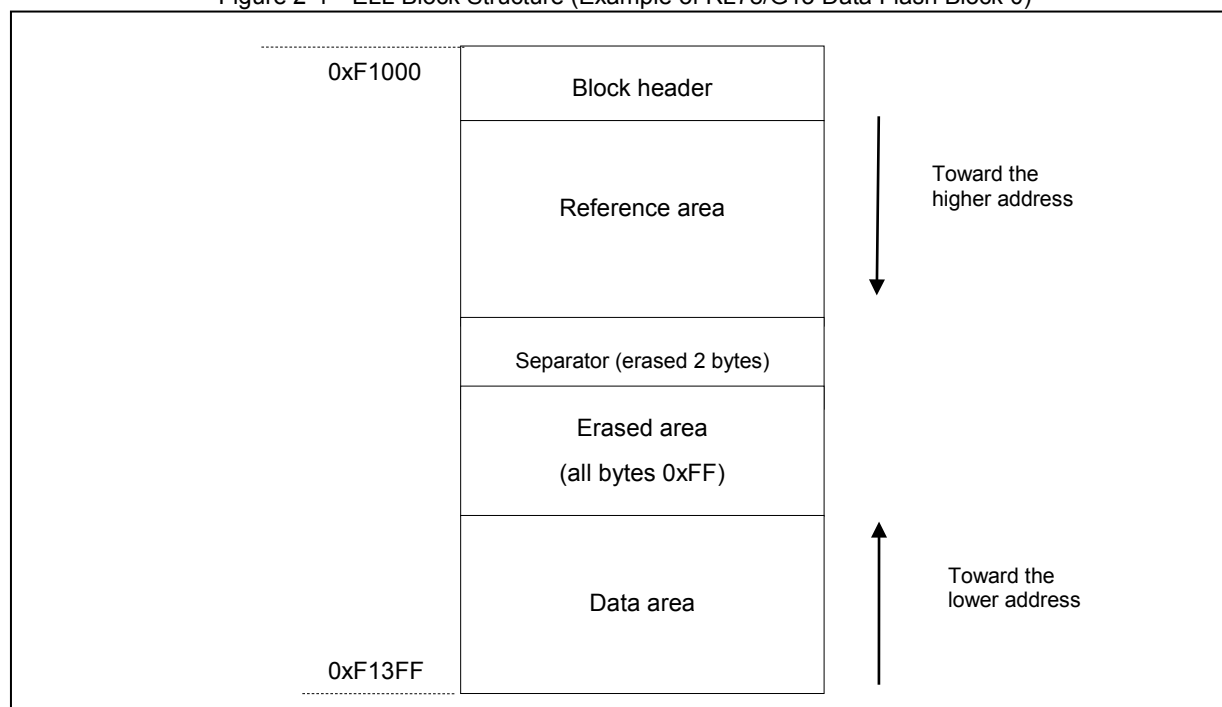 0xF1000
Block header
Toward the
higher address
Reference area
Separator (erased 2 bytes)
Erased area
(all bytes 0xFF)
Toward the
lower address
Data area
0xF13FF